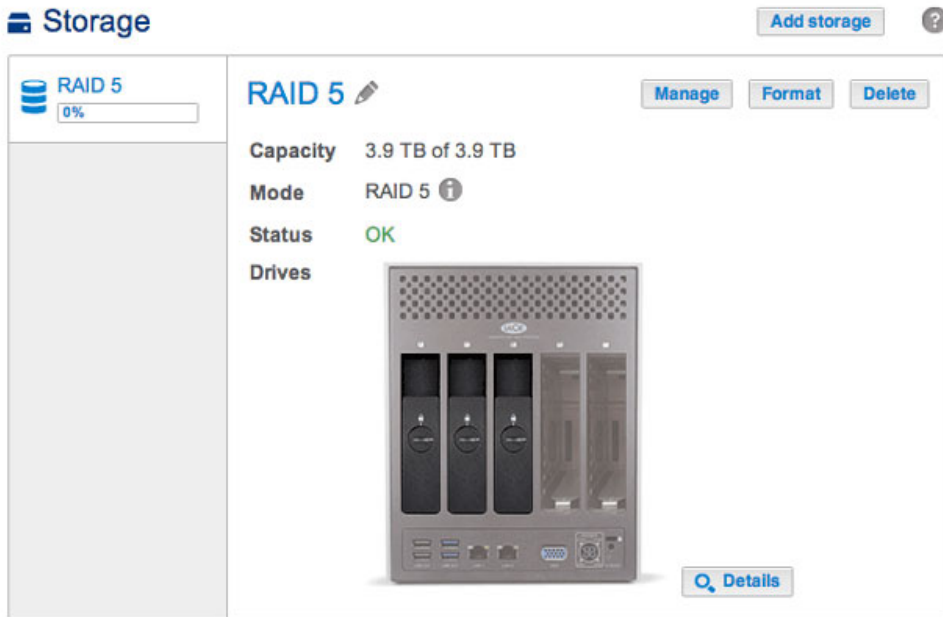 Storage
Add storage
?
RAID 5
0%
RAID 5
Manage
Format
Delete
Capacity 3.9 TB of 3.9 TB
Mode RAID 5 i
Status OK
Drives
LACIE
Details